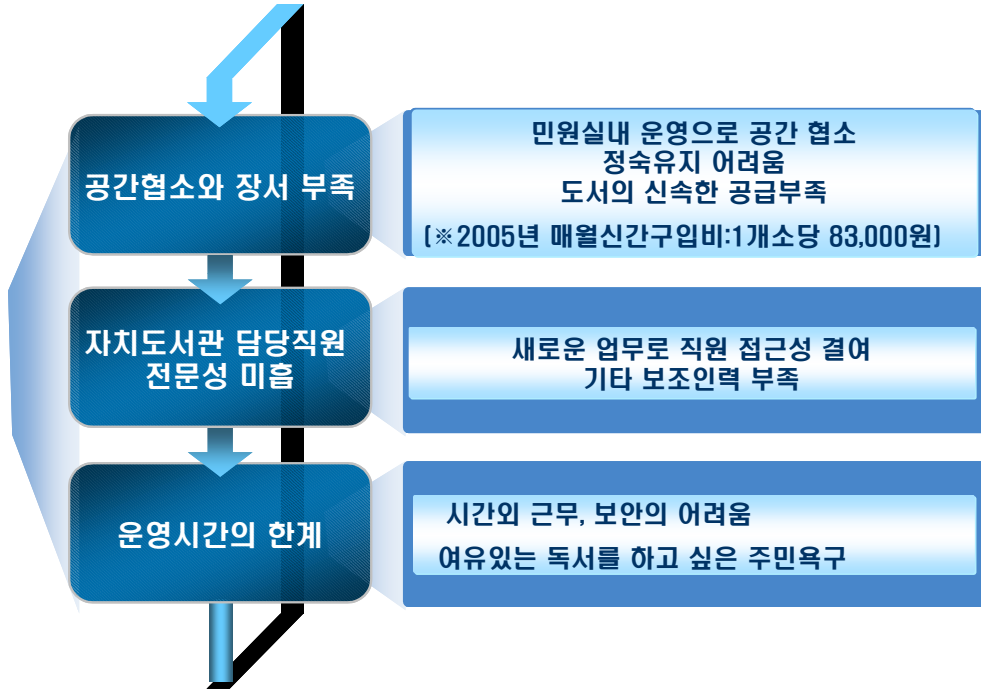 공간협소와 장서 부족
민원실내 운영으로 공간 협소
정숙유지 어려움
도서의 신속한 공급부족
(※2005년 매월신간구입비:1개소당 83,000원)
자치도서관 담당직원
전문성 미흡
새로운 업무로 직원 접근성 결여
기타 보조인력 부족
운영시간의 한계
시간외 근무, 보안의 어려움
여유있는 독서를 하고 싶은 주민욕구